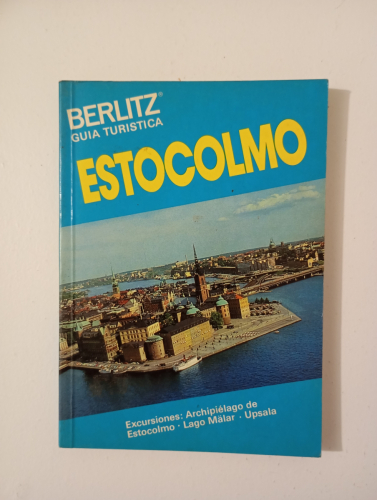 BERLITZ®
GUIA TURISTICA
ESTOCOLMO
Excursiones: Archipiélago de
Estocolmo · Lago Mälar · Upsala